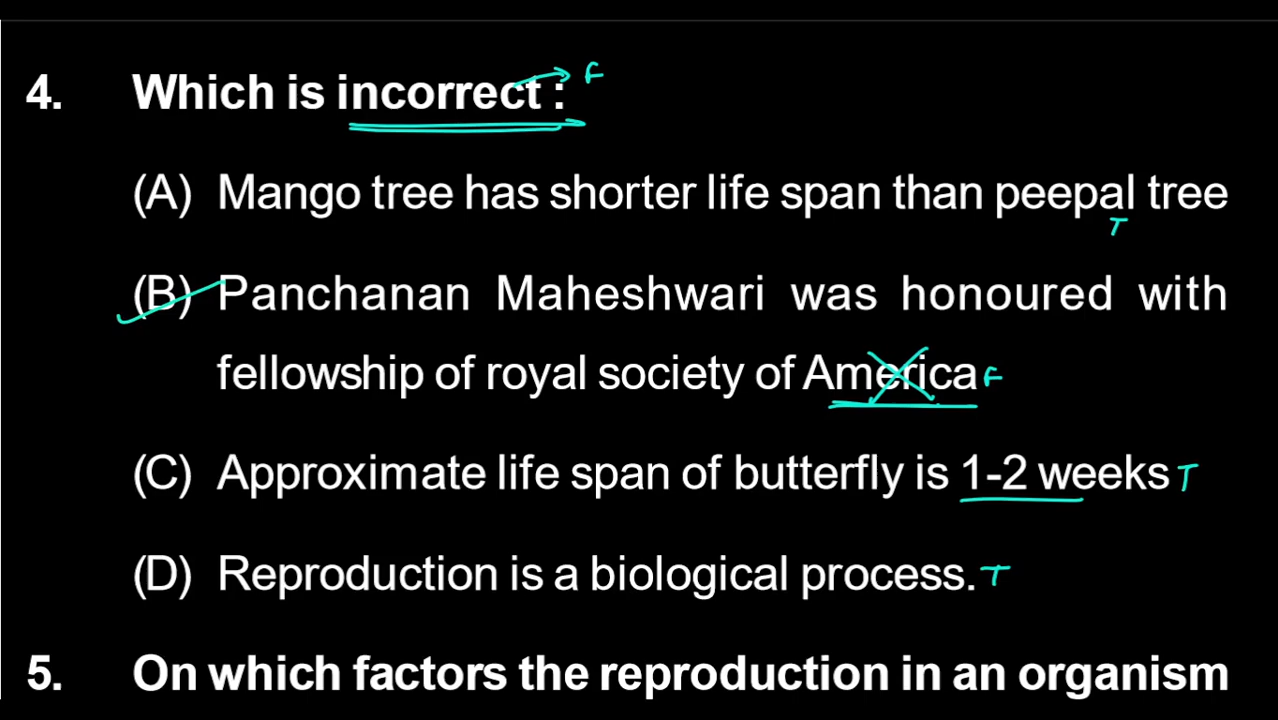 4. Which is incorrect : F
(A) Mango tree has shorter life span than peepal tree
T
(B) Panchanan Maheshwari was honoured with
fellowship of royal society of America F
(C) Approximate life span of butterfly is 1-2 weeks T
(D) Reproduction is a biological process. T
5. On which factors the reproduction in an organism